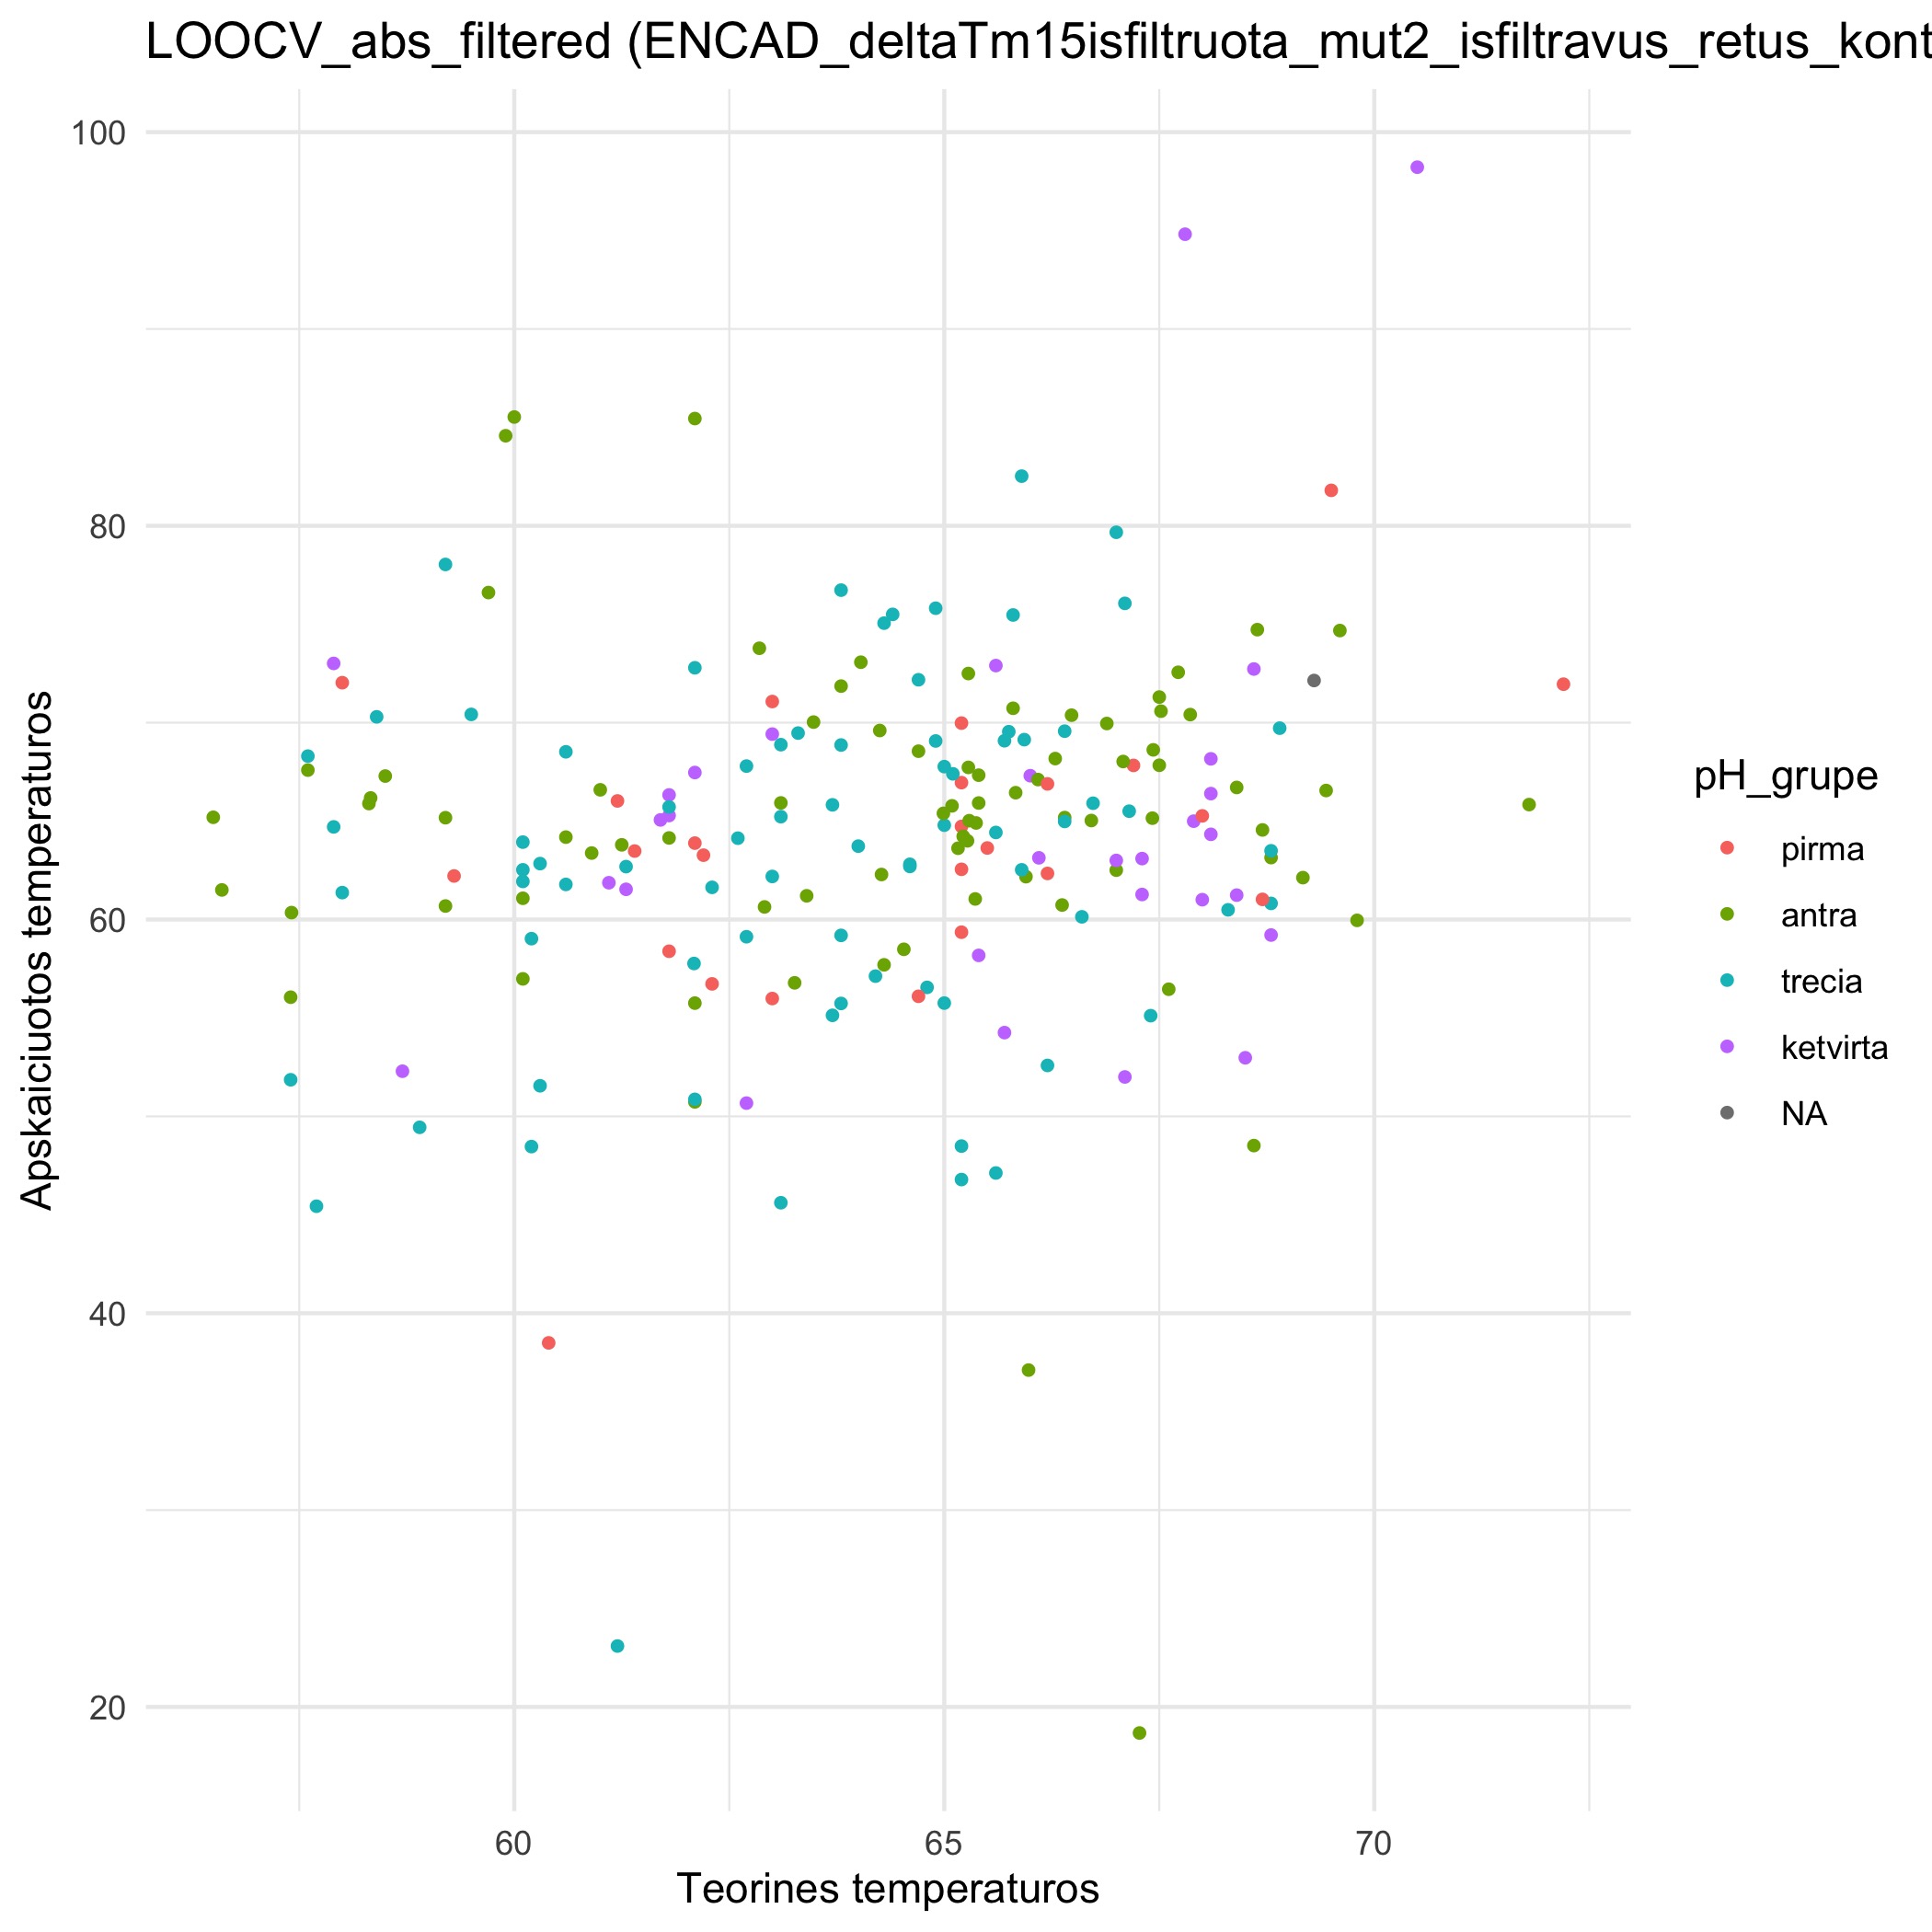 LOOCV_abs_filtered (ENCAD_deltaTm15isfiltruota_mut2_isfiltravus_retus_kont
100
80
60
40
20
Apskaiciuotos temperaturos
60
65
70
Teorines temperaturos
pH_grupe
pirma
antra
trecia
ketvirta
NA